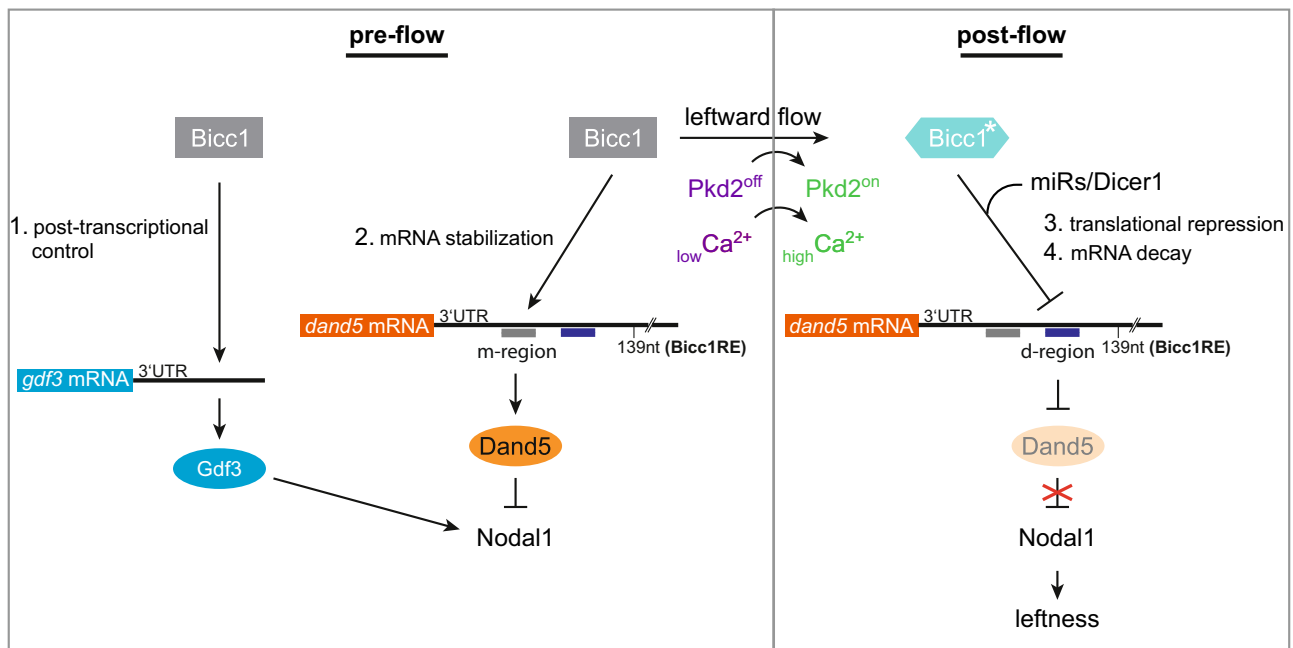 pre-flow
Bicc1
Bicc1
1. post-transcriptional
control
2. mRNA stabilization
dand5 mRNA
3'UTR
m-region
139nt (Bicc1RE)
gdf3 mRNA
3'UTR
Gdf3
Dand5
Nodal1
leftward flow
Pkd2off
Pkd2on
lowCa2+
highCa2+
post-flow
Bicc1*
miRs/Dicer1
3. translational repression
4. mRNA decay
dand5 mRNA
3'UTR
d-region
139nt (Bicc1RE)
Dand5
Nodal1
leftness